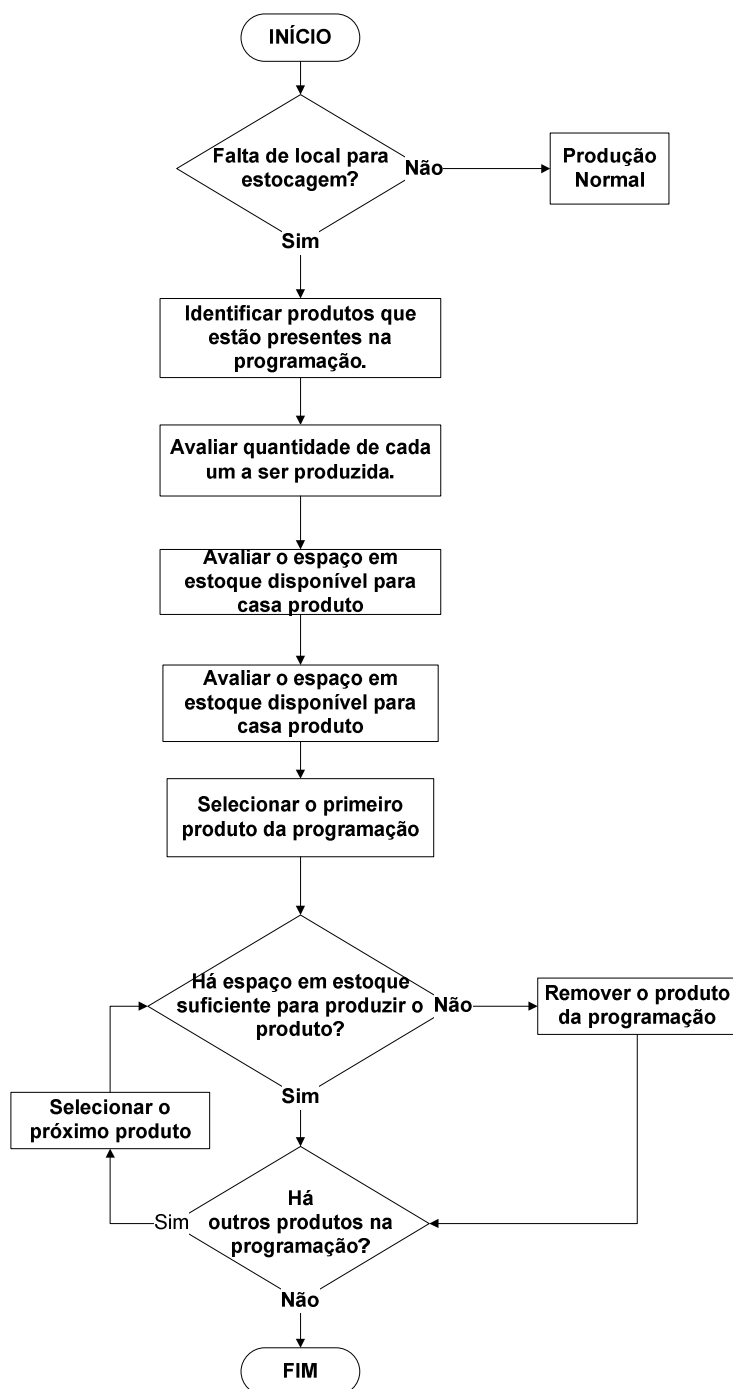 INÍCIO
Falta de local para
estocagem?
Não
Produção
Normal
Sim
Identificar produtos que
estão presentes na
programação.
Avaliar quantidade de cada
um a ser produzida.
Avaliar o espaço em
estoque disponível para
casa produto
Avaliar o espaço em
estoque disponível para
casa produto
Selecionar o primeiro
produto da programação
Há espaço em estoque
suficiente para produzir o
produto?
Não
Remover o produto
da programação
Sim
Selecionar o
próximo produto
Há
outros produtos na
programação?
Sim
Não
FIM